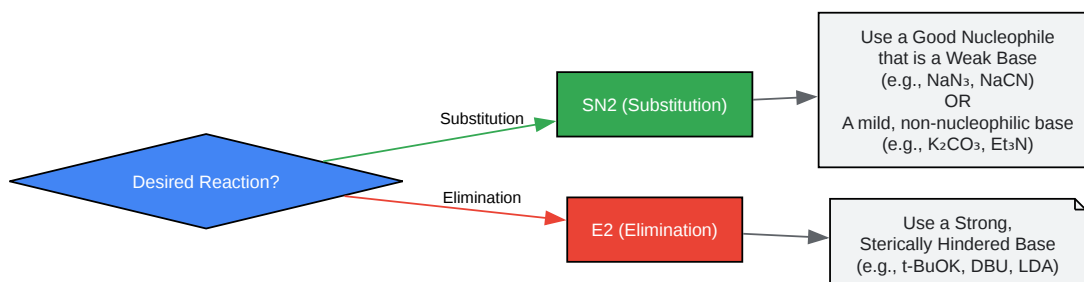 Desired Reaction?
Substitution
Elimination
SN2 (Substitution)
E2 (Elimination)
Use a Good Nucleophile
that is a Weak Base
(e.g., NaN₃, NaCN)
OR
A mild, non-nucleophilic base
(e.g., K₂CO₃, Et₃N)
Use a Strong,
Sterically Hindered Base
(e.g., t-BuOK, DBU, LDA)